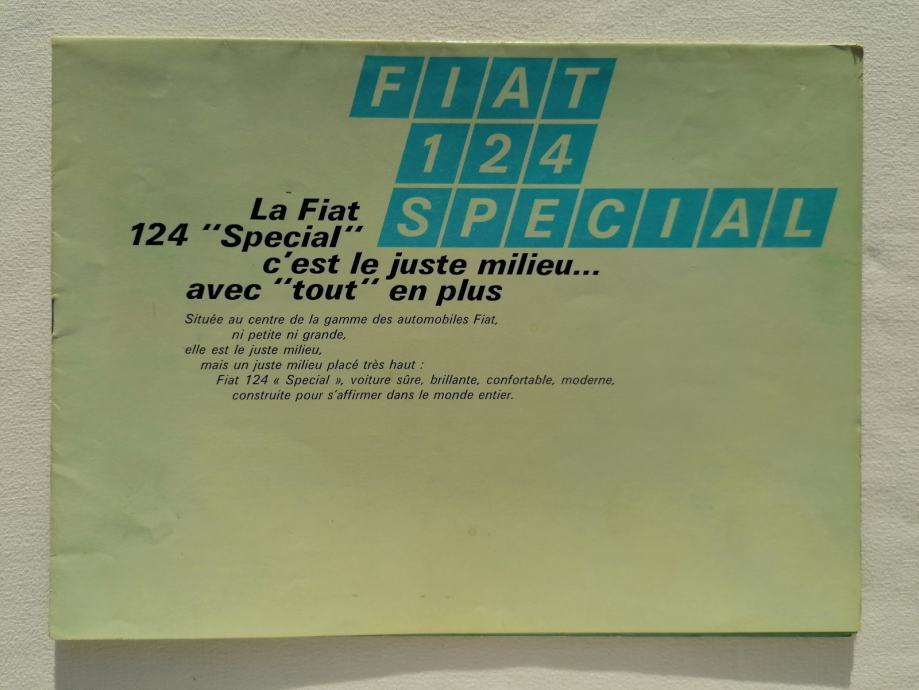 FIAT
124
SPECIAL
La Fiat
124 "Special"
c'est le juste milieu...
avec "tout" en plus
Située au centre de la gamme des automobiles Fiat,
ni petite ni grande,
elle est le juste milieu,
mais un juste milieu placé très haut :
Fiat 124 « Special », voiture sûre, brillante, confortable, moderne,
construite pour s'affirmer dans le monde entier.